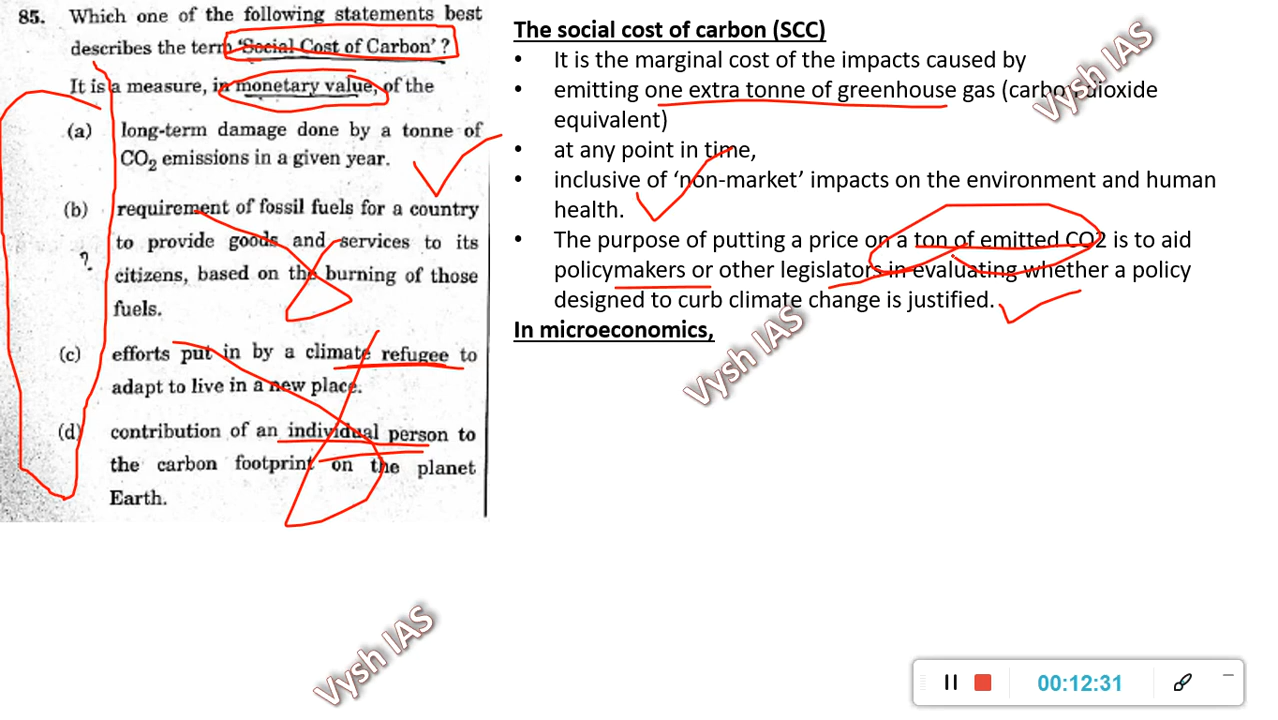 85. Which one of the following statements best
describes the term 'Social Cost of Carbon' ?
It is a measure, in monetary value, of the
(a) long-term damage done by a tonne of
CO2 emissions in a given year.
(b) requirement of fossil fuels for a country
to provide goods and services to its
citizens, based on the burning of those
fuels.
(c) efforts put in by a climate refugee to
adapt to live in a new place.
(d) contribution of an individual person to
the carbon footprint on the planet
Earth.
The social cost of carbon (SCC)
• It is the marginal cost of the impacts caused by
• emitting one extra tonne of greenhouse gas (carbon dioxide
equivalent)
• at any point in time,
• inclusive of 'non-market' impacts on the environment and human
health.
• The purpose of putting a price on a ton of emitted CO2 is to aid
policymakers or other legislators in evaluating whether a policy
designed to curb climate change is justified.
In microeconomics,
Vysh IAS
Vysh IAS
Vysh IAS
00:12:31